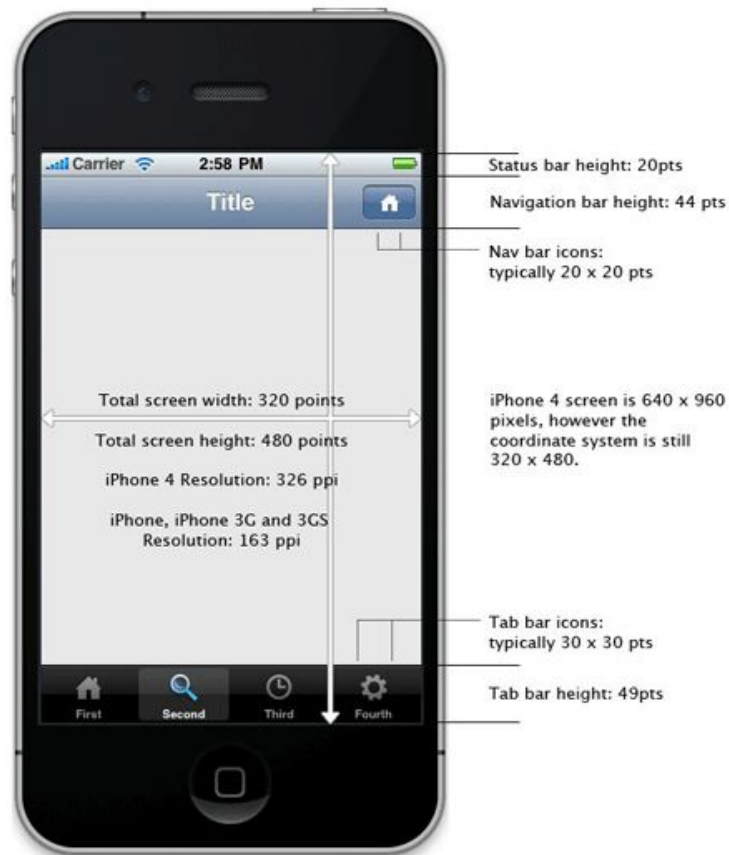 Carrier 2:58 PM
Title
Status bar height: 20pts
Navigation bar height: 44 pts
Nav bar icons:
typically 20 x 20 pts
Total screen width: 320 points
Total screen height: 480 points
iPhone 4 Resolution: 326 ppi
iPhone, iPhone 3G and 3GS
Resolution: 163 ppi
iPhone 4 screen is 640 x 960
pixels, however the
coordinate system is still
320 x 480.
Tab bar icons:
typically 30 x 30 pts
Tab bar height: 49pts
First Second Third Fourth